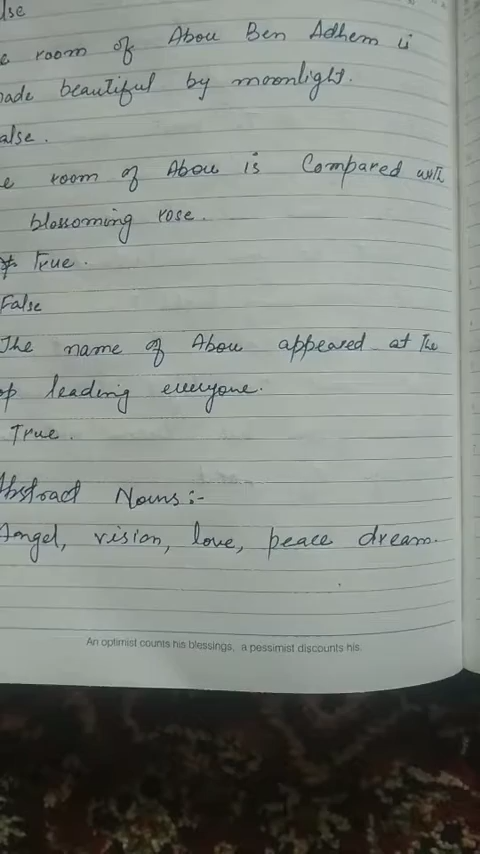 lse
e room of Abou Ben Adhem is
ade beautiful by moonlight.
alse.
e room of Abou is Compared with
blossoming rose.
True.
False
The name of Abou appeared at The
op leading everyone.
True.
Abstract Nouns :-
Angel, vision, love, peace dream.
An optimist counts his blessings, a pessimist discounts his.